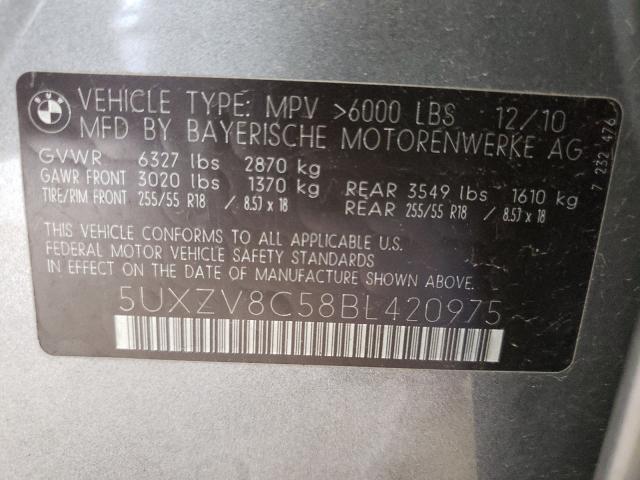 BMW
VEHICLE TYPE: MPV >6000 LBS 12/10
MFD BY BAYERISCHE MOTORENWERKE AG
GVWR 6327 lbs 2870 kg
GAWR FRONT 3020 lbs 1370 kg REAR 3549 lbs 1610 kg
TIRE/RIM FRONT 255/55 R18 / 8.5J x 18 REAR 255/55 R18 / 8.5J x 18
THIS VEHICLE CONFORMS TO ALL APPLICABLE U.S.
FEDERAL MOTOR VEHICLE SAFETY STANDARDS
IN EFFECT ON THE DATE OF MANUFACTURE SHOWN ABOVE.
5UXZV8C58BL420975
7 232 476